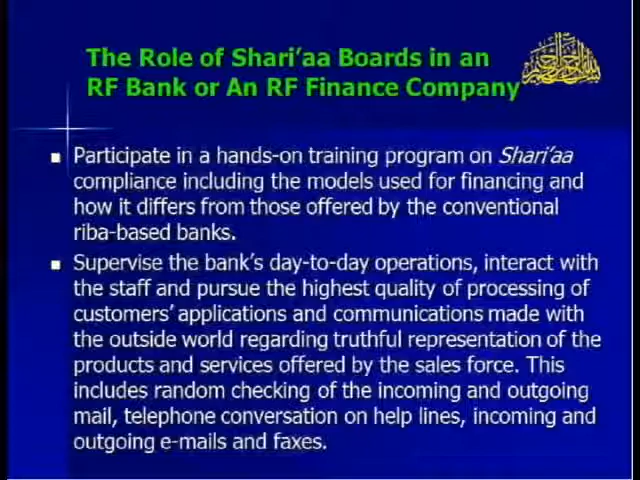 The Role of Shari’aa Boards in an
RF Bank or An RF Finance Company
Participate in a hands-on training program on Shari’aa
compliance including the models used for financing and
how it differs from those offered by the conventional
riba-based banks.
Supervise the bank’s day-to-day operations, interact with
the staff and pursue the highest quality of processing of
customers’ applications and communications made with
the outside world regarding truthful representation of the
products and services offered by the sales force. This
includes random checking of the incoming and outgoing
mail, telephone conversation on help lines, incoming and
outgoing e-mails and faxes.